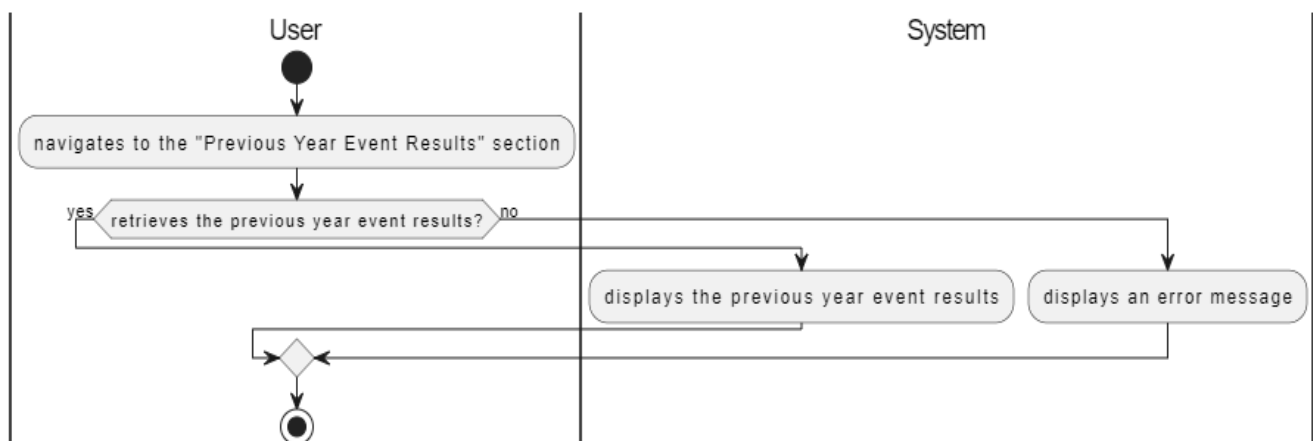 User
System
navigates to the "Previous Year Event Results" section
yes
retrieves the previous year event results?
no
displays the previous year event results
displays an error message